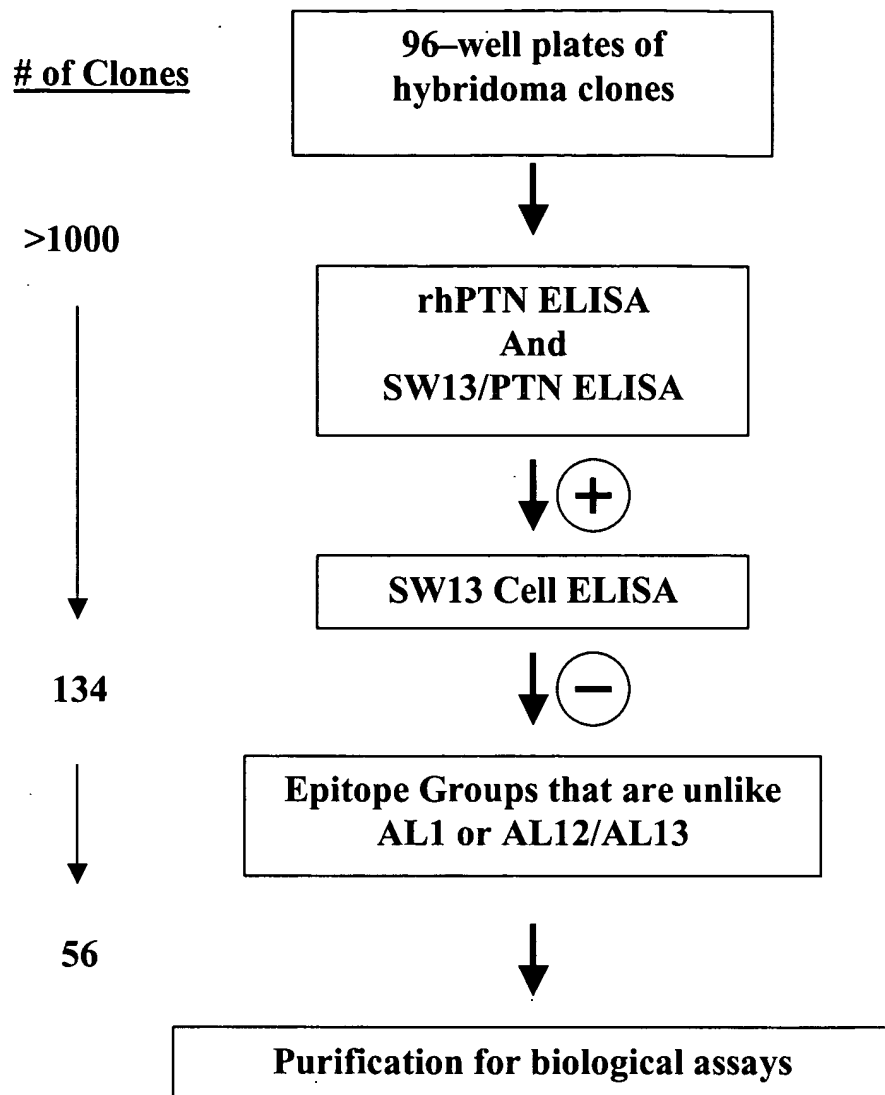 # of Clones
96–well plates of
hybridoma clones
>1000
rhPTN ELISA
And
SW13/PTN ELISA
+
SW13 Cell ELISA
134
−
Epitope Groups that are unlike
AL1 or AL12/AL13
56
Purification for biological assays